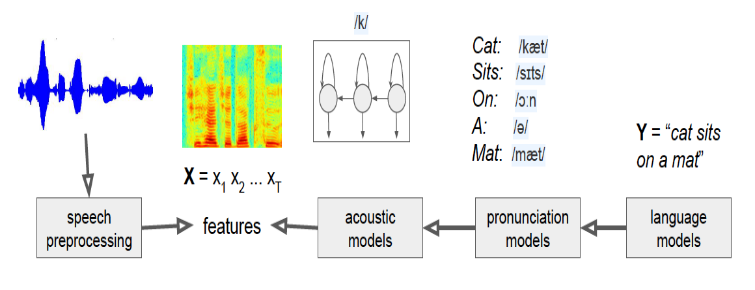 /k/
Cat: /kæt/
Sits: /sɪts/
On: /ɔːn
A: /ə/
Mat: /mæt/
Y = “cat sits
on a mat”
X = x₁ x₂ ... x_T
speech
preprocessing
features
acoustic
models
pronunciation
models
language
models